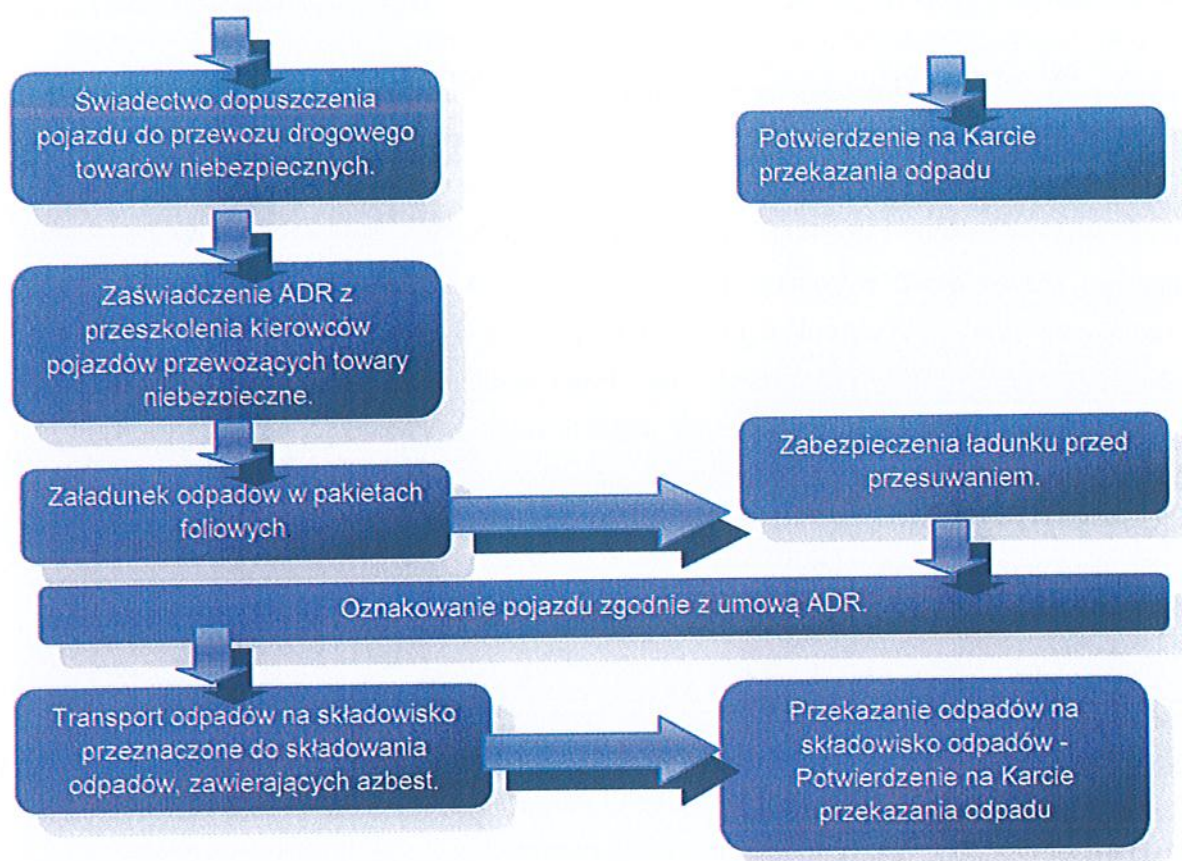 Świadectwo dopuszczenia
pojazdu do przewozu drogowego
towarów niebezpiecznych.
Potwierdzenie na Karcie
przekazania odpadu
Zaświadczenie ADR z
przeszkolenia kierowców
pojazdów przewożących towary
niebezpieczne.
Załadunek odpadów w pakietach
foliowych
Zabezpieczenia ładunku przed
przesuwaniem.
Oznakowanie pojazdu zgodnie z umową ADR.
Transport odpadów na składowisko
przeznaczone do składowania
odpadów, zawierających azbest.
Przekazanie odpadów na
składowisko odpadów -
Potwierdzenie na Karcie
przekazania odpadu